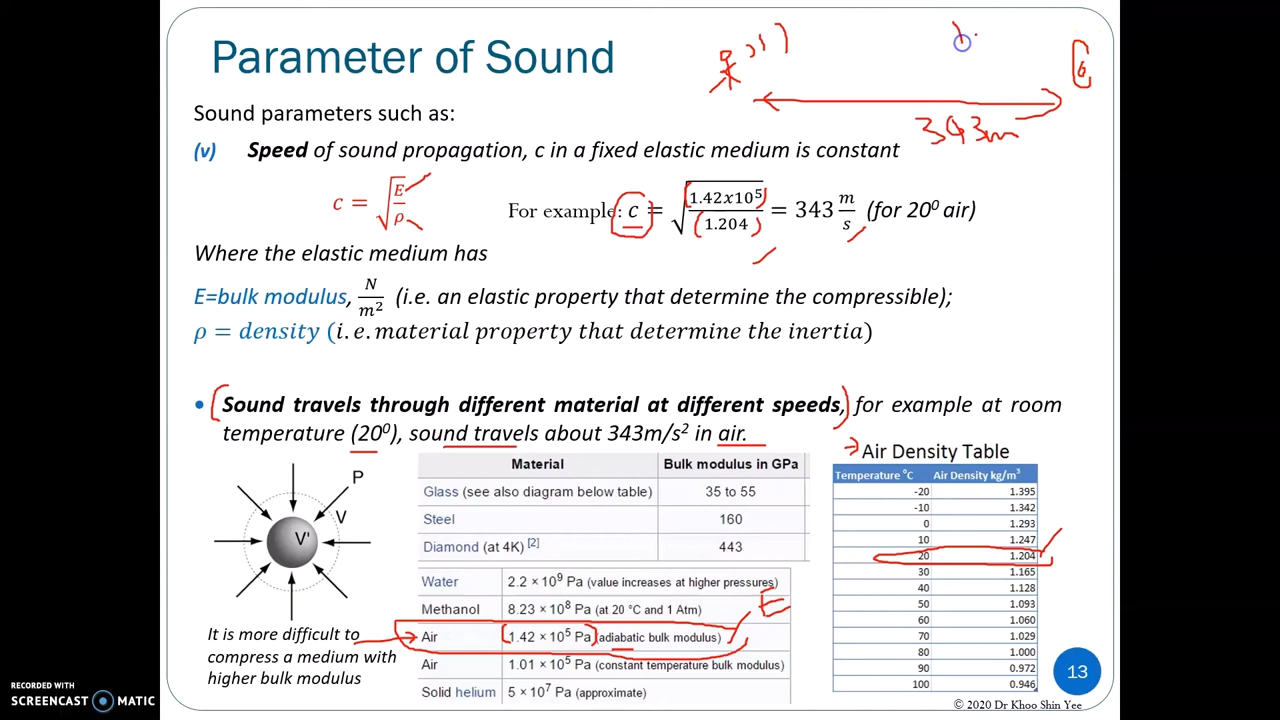 Parameter of Sound
343m
Sound parameters such as:
(v) Speed of sound propagation, c in a fixed elastic medium is constant
c = √(E/ρ)
For example: c = √(1.42x10⁵/1.204) = 343 m/s (for 20⁰ air)
Where the elastic medium has
E=bulk modulus, N/m² (i.e. an elastic property that determine the compressible);
ρ = density (i.e. material property that determine the inertia)
• Sound travels through different material at different speeds, for example at room
temperature (20⁰), sound travels about 343m/s² in air.
P
V
V'
It is more difficult to
compress a medium with
higher bulk modulus
Material Bulk modulus in GPa
Glass (see also diagram below table) 35 to 55
Steel 160
Diamond (at 4K) [2] 443
Water 2.2 × 10⁹ Pa (value increases at higher pressures)
Methanol 8.23 × 10⁸ Pa (at 20 °C and 1 Atm)
E
Air 1.42 × 10⁵ Pa (adiabatic bulk modulus)
Air 1.01 × 10⁵ Pa (constant temperature bulk modulus)
Solid helium 5 × 10⁷ Pa (approximate)
Air Density Table
Temperature °C Air Density kg/m³
-20 1.395
-10 1.342
0 1.293
10 1.247
20 1.204
30 1.165
40 1.128
50 1.093
60 1.060
70 1.029
80 1.000
90 0.972
100 0.946
13
© 2020 Dr Khoo Shin Yee
RECORDED WITH
SCREENCAST MATIC